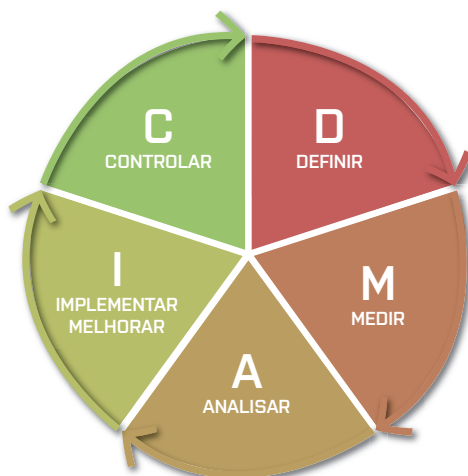 D
DEFINIR
M
MEDIR
A
ANALISAR
I
IMPLEMENTAR
MELHORAR
C
CONTROLAR